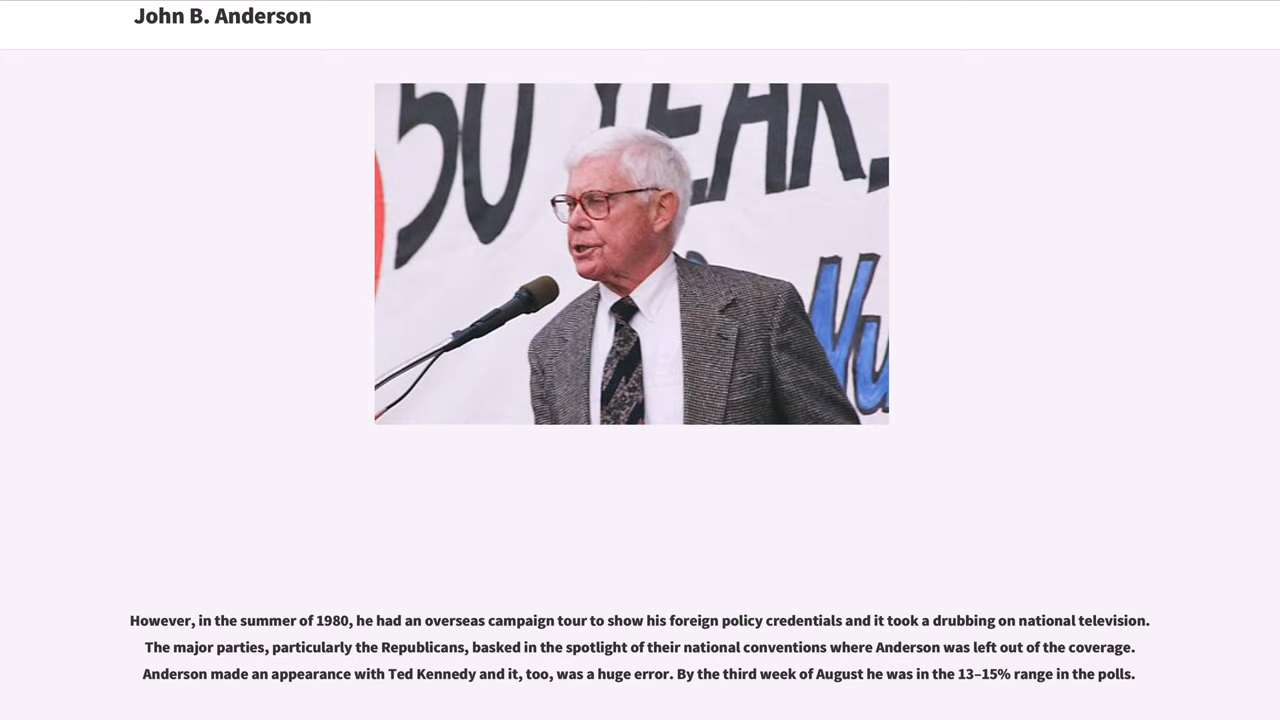 John B. Anderson
50 YEARS
Nu
However, in the summer of 1980, he had an overseas campaign tour to show his foreign policy credentials and it took a drubbing on national television.
The major parties, particularly the Republicans, basked in the spotlight of their national conventions where Anderson was left out of the coverage.
Anderson made an appearance with Ted Kennedy and it, too, was a huge error. By the third week of August he was in the 13–15% range in the polls.